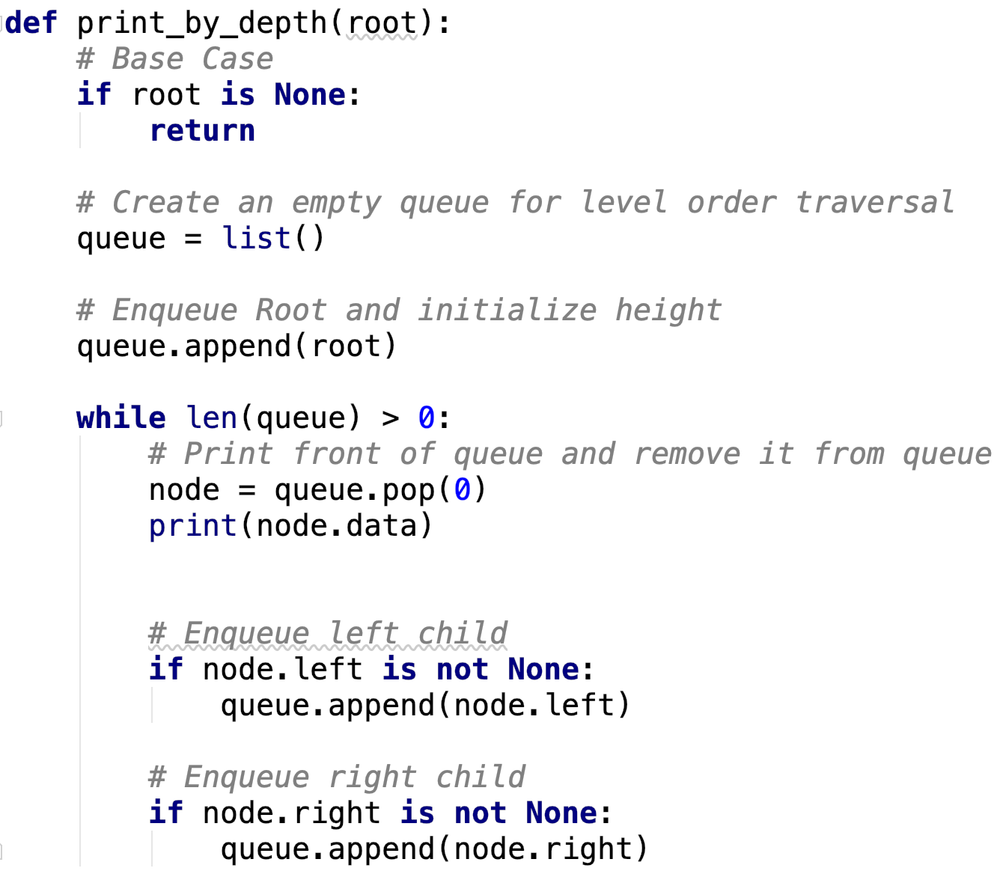 def print_by_depth(root):
    # Base Case
    if root is None:
        return

    # Create an empty queue for level order traversal
    queue = list()

    # Enqueue Root and initialize height
    queue.append(root)

    while len(queue) > 0:
        # Print front of queue and remove it from queue
        node = queue.pop(0)
        print(node.data)


        # Enqueue left child
        if node.left is not None:
            queue.append(node.left)

        # Enqueue right child
        if node.right is not None:
            queue.append(node.right)